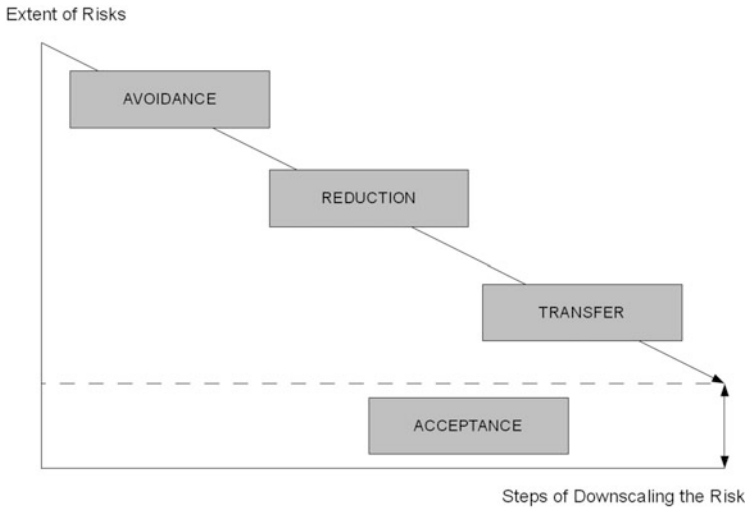 Extent of Risks
AVOIDANCE
REDUCTION
TRANSFER
ACCEPTANCE
Steps of Downscaling the Risk